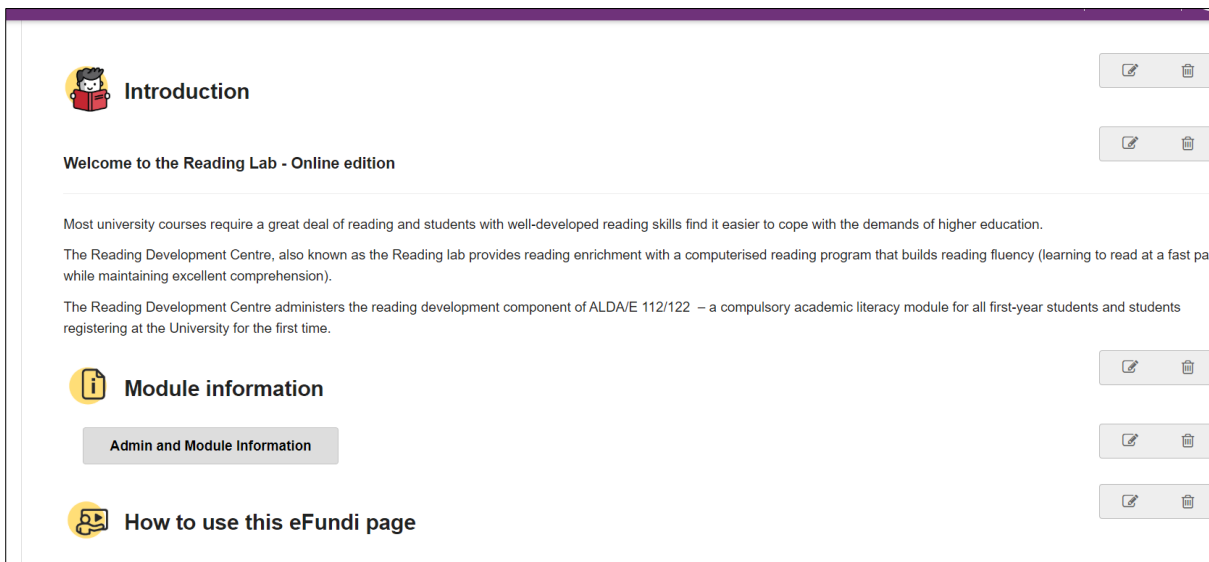 Introduction
Welcome to the Reading Lab - Online edition
Most university courses require a great deal of reading and students with well-developed reading skills find it easier to cope with the demands of higher education.
The Reading Development Centre, also known as the Reading lab provides reading enrichment with a computerised reading program that builds reading fluency (learning to read at a fast
while maintaining excellent comprehension).
The Reading Development Centre administers the reading development component of ALDA/E 112/122 – a compulsory academic literacy module for all first-year students and students
registering at the University for the first time.
Module information
Admin and Module Information
How to use this eFundi page